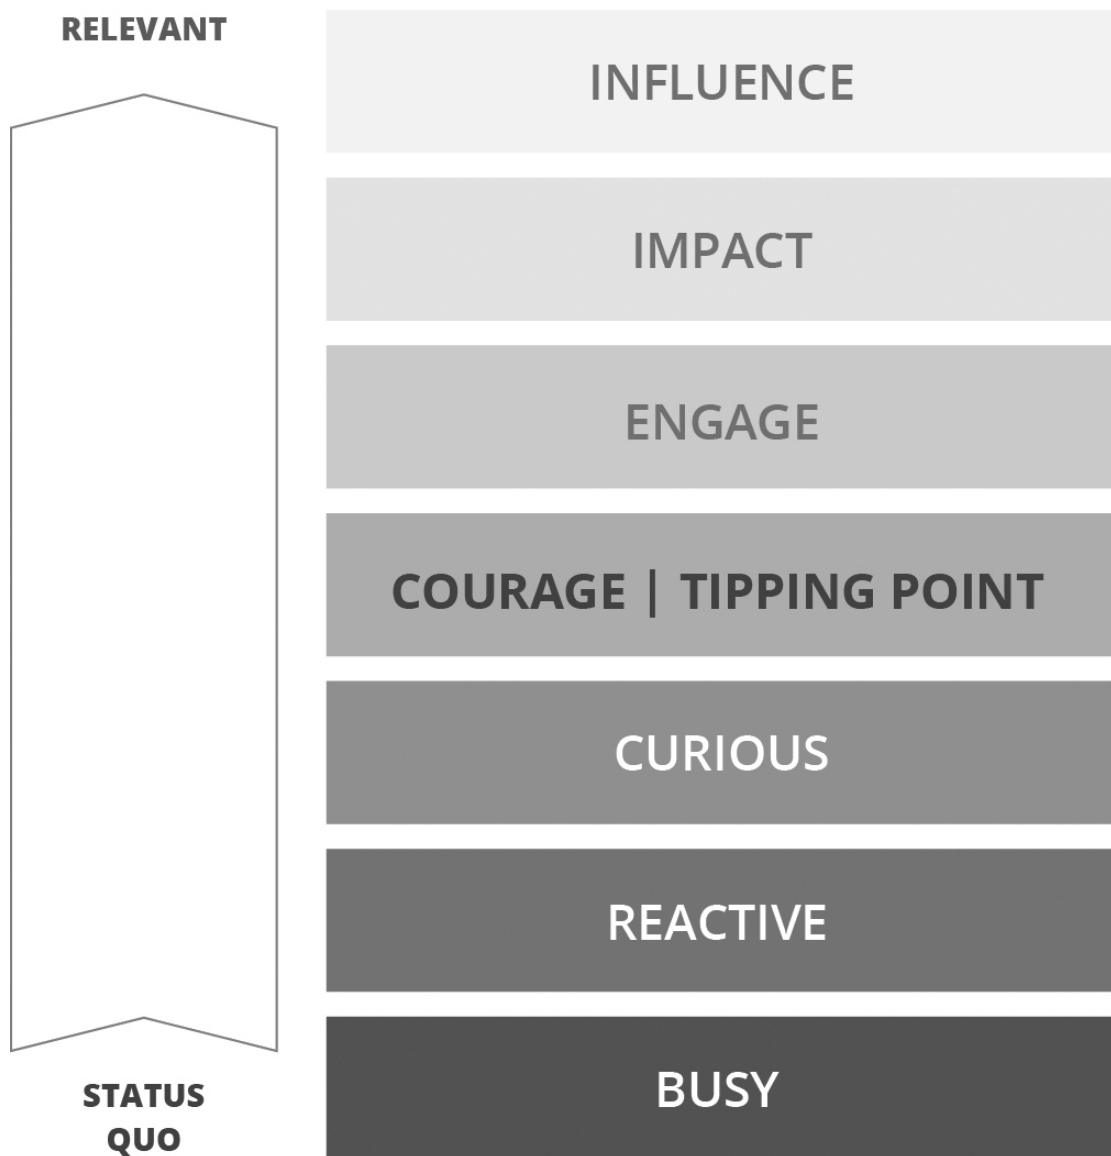 RELEVANT
INFLUENCE
IMPACT
ENGAGE
COURAGE | TIPPING POINT
CURIOUS
REACTIVE
BUSY
STATUS
QUO